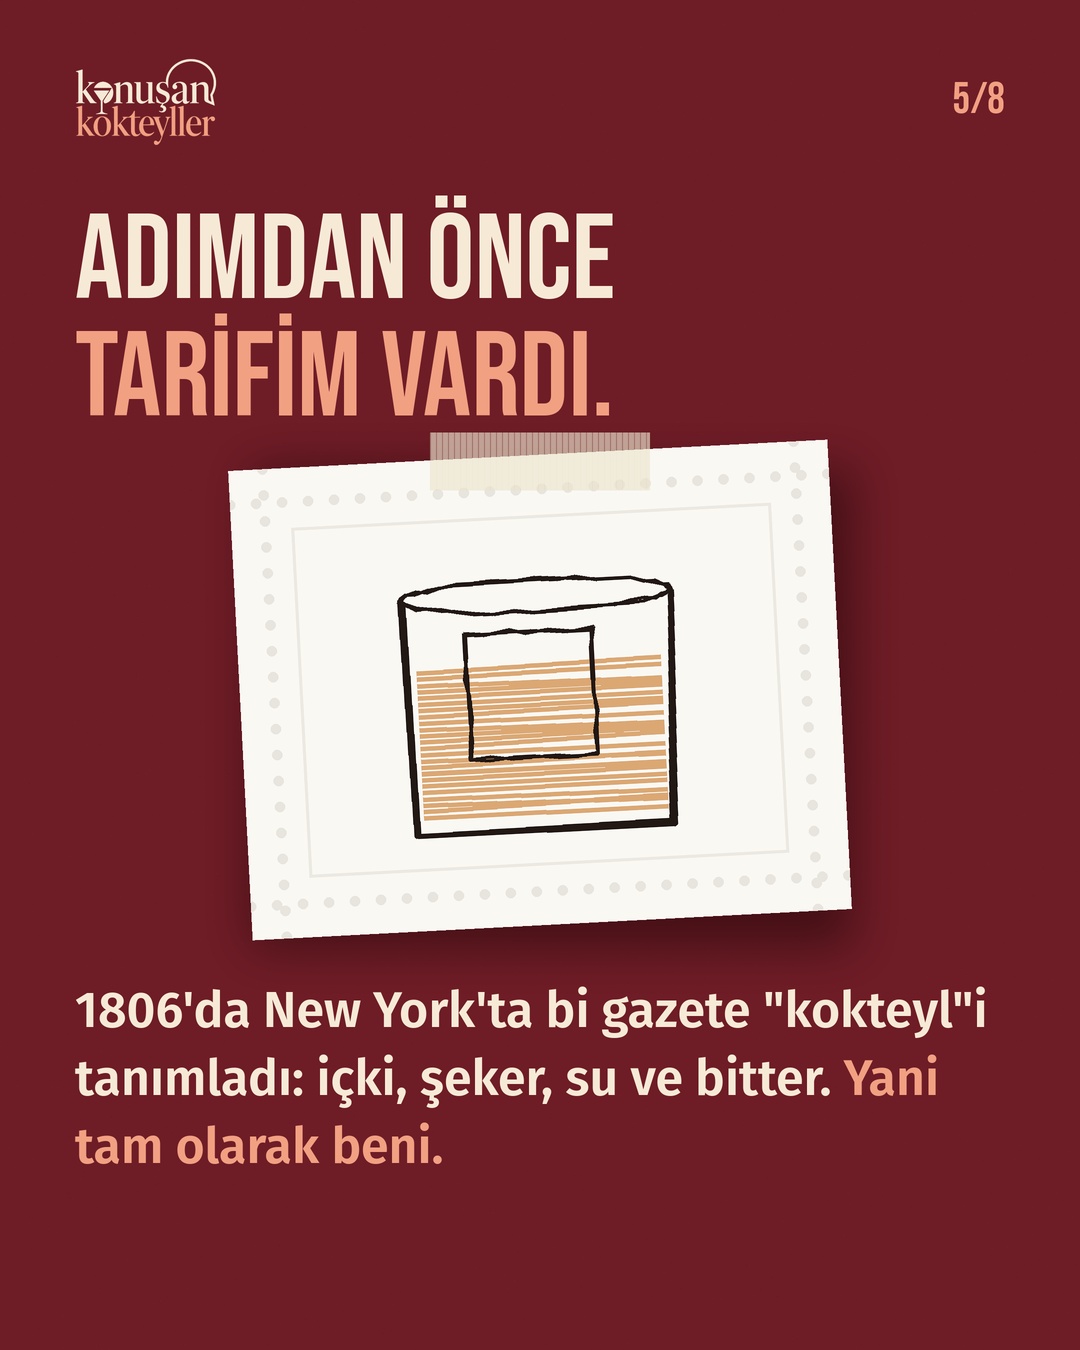 konuşan
kokteyller
5/8
ADIMDAN ÖNCE
TARİFİM VARDI.
1806'da New York'ta bi gazete "kokteyl"i
tanımladı: içki, şeker, su ve bitter. Yani
tam olarak beni.